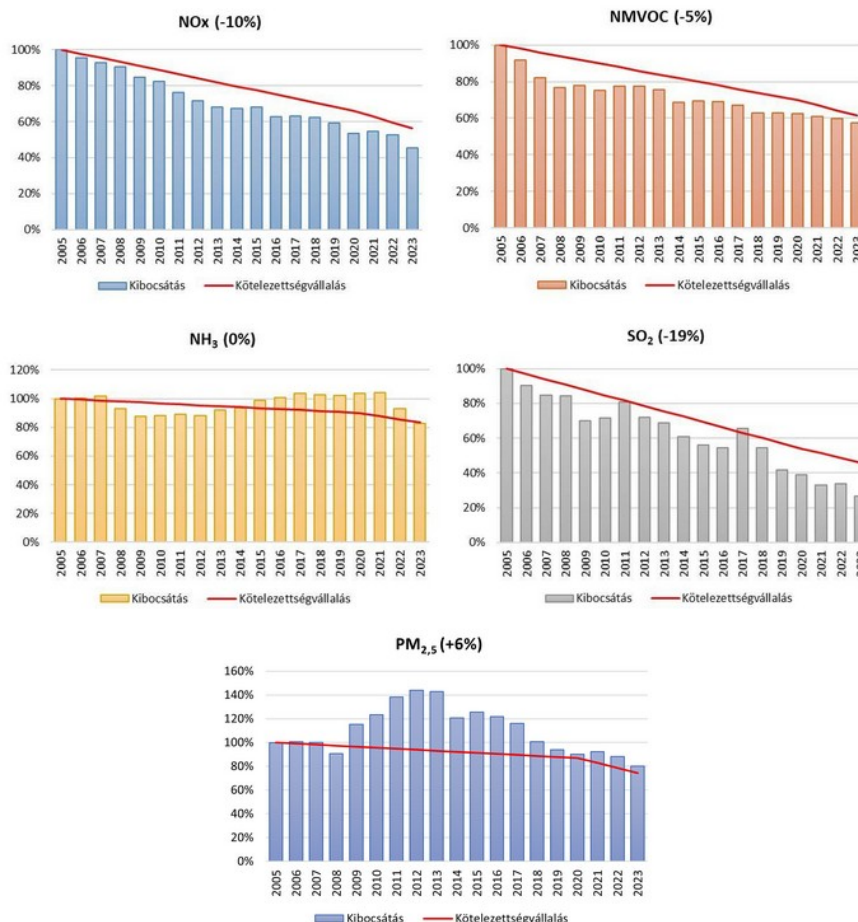 NOx (-10%)
100%
80%
60%
40%
20%
0%
2005 2006 2007 2008 2009 2010 2011 2012 2013 2014 2015 2016 2017 2018 2019 2020 2021 2022 2023
Kibocsátás Kötelezettségvállalás
NMVOC (-5%)
100%
80%
60%
40%
20%
0%
2005 2006 2007 2008 2009 2010 2011 2012 2013 2014 2015 2016 2017 2018 2019 2020 2021 2022 2023
Kibocsátás Kötelezettségvállalás
NH₃ (0%)
120%
100%
80%
60%
40%
20%
0%
2005 2006 2007 2008 2009 2010 2011 2012 2013 2014 2015 2016 2017 2018 2019 2020 2021 2022 2023
Kibocsátás Kötelezettségvállalás
SO₂ (-19%)
100%
80%
60%
40%
20%
0%
2005 2006 2007 2008 2009 2010 2011 2012 2013 2014 2015 2016 2017 2018 2019 2020 2021 2022
Kibocsátás Kötelezettségvállalás
PM₂,₅ (+6%)
160%
140%
120%
100%
80%
60%
40%
20%
0%
2005 2006 2007 2008 2009 2010 2011 2012 2013 2014 2015 2016 2017 2018 2019 2020 2021 2022 2023
Kibocsátás Kötelezettségvállalás